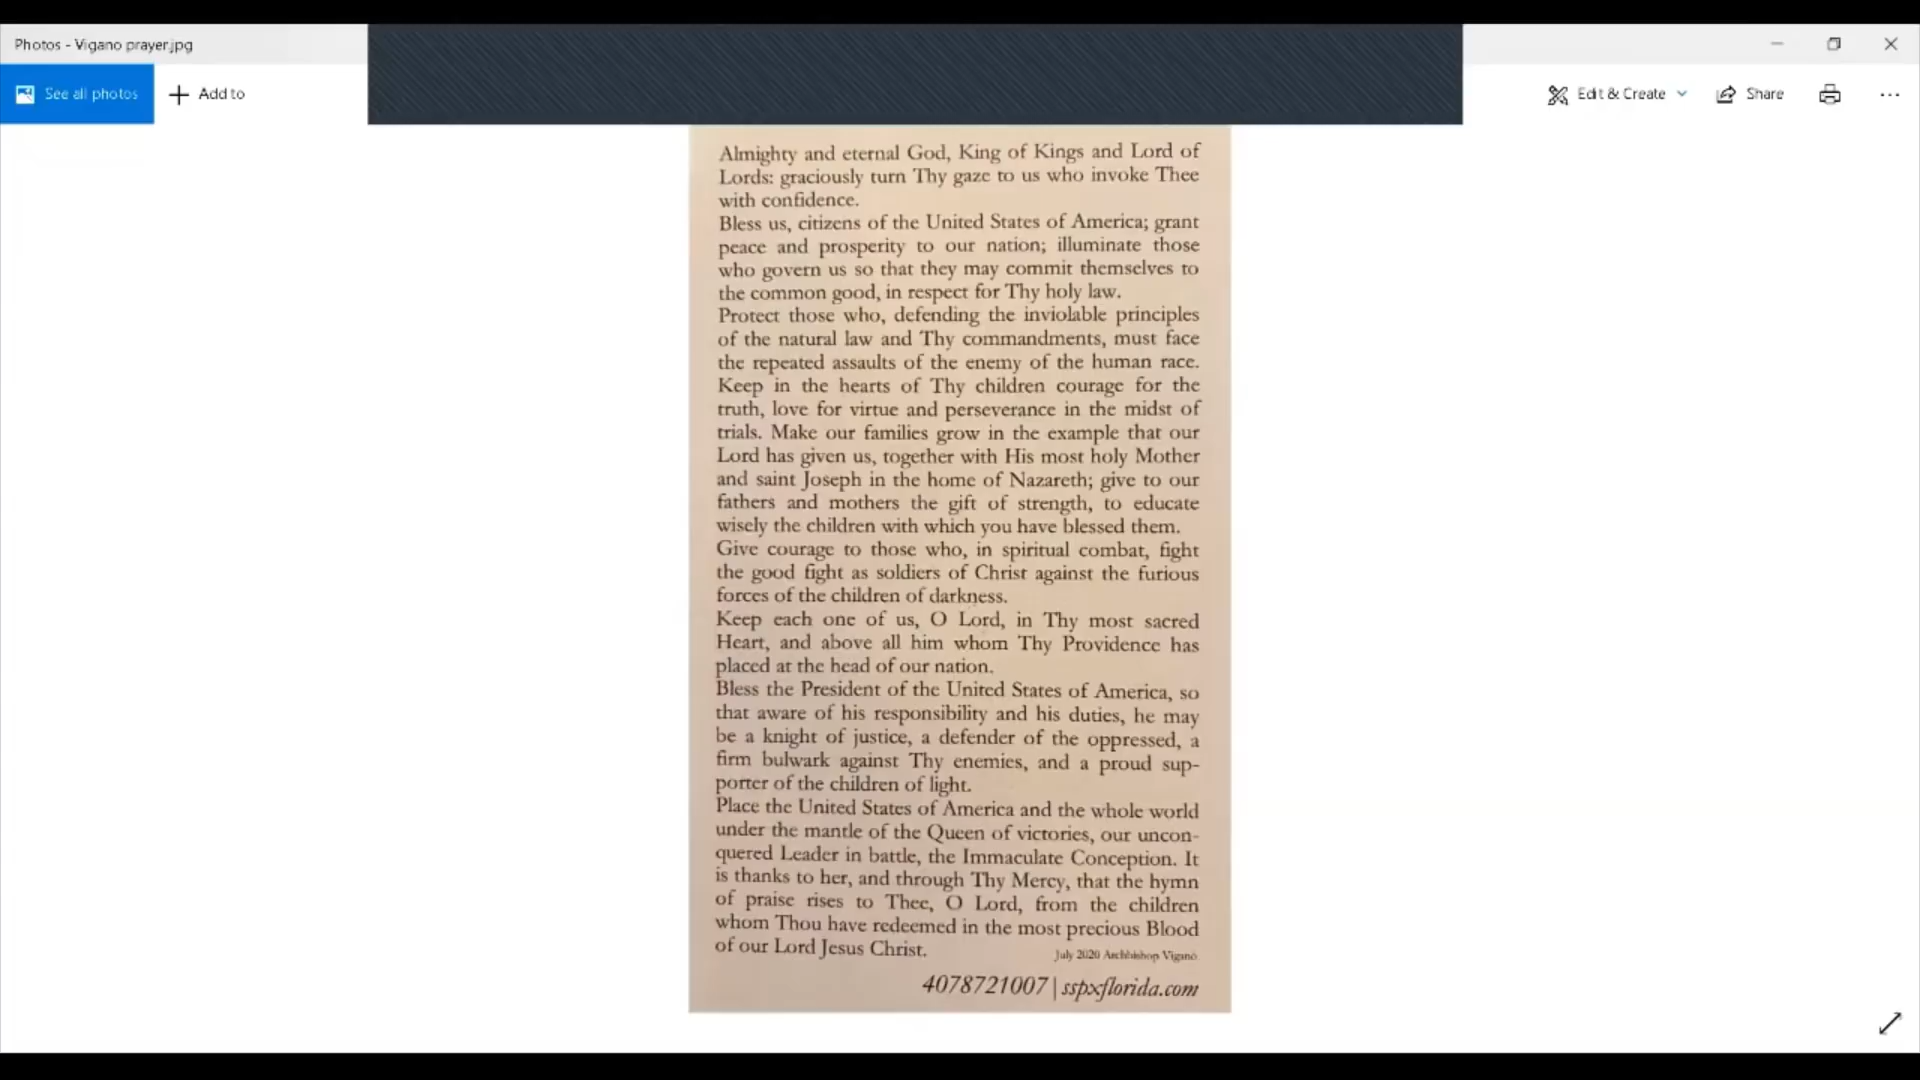 Photos - Vigano prayer.jpg
See all photos
Add to
Edit & Create
Share
Almighty and eternal God, King of Kings and Lord of
Lords: graciously turn Thy gaze to us who invoke Thee
with confidence.
Bless us, citizens of the United States of America; grant
peace and prosperity to our nation; illuminate those
who govern us so that they may commit themselves to
the common good, in respect for Thy holy law.
Protect those who, defending the inviolable principles
of the natural law and Thy commandments, must face
the repeated assaults of the enemy of the human race.
Keep in the hearts of Thy children courage for the
truth, love for virtue and perseverance in the midst of
trials. Make our families grow in the example that our
Lord has given us, together with His most holy Mother
and saint Joseph in the home of Nazareth; give to our
fathers and mothers the gift of strength, to educate
wisely the children with which you have blessed them.
Give courage to those who, in spiritual combat, fight
the good fight as soldiers of Christ against the furious
forces of the children of darkness.
Keep each one of us, O Lord, in Thy most sacred
Heart, and above all him whom Thy Providence has
placed at the head of our nation.
Bless the President of the United States of America, so
that aware of his responsibility and his duties, he may
be a knight of justice, a defender of the oppressed, a
firm bulwark against Thy enemies, and a proud sup-
porter of the children of light.
Place the United States of America and the whole world
under the mantle of the Queen of victories, our uncon-
quered Leader in battle, the Immaculate Conception. It
is thanks to her, and through Thy Mercy, that the hymn
of praise rises to Thee, O Lord, from the children
whom Thou have redeemed in the most precious Blood
of our Lord Jesus Christ.
July 2020 Archbishop Viganò
4078721007 | sspxflorida.com